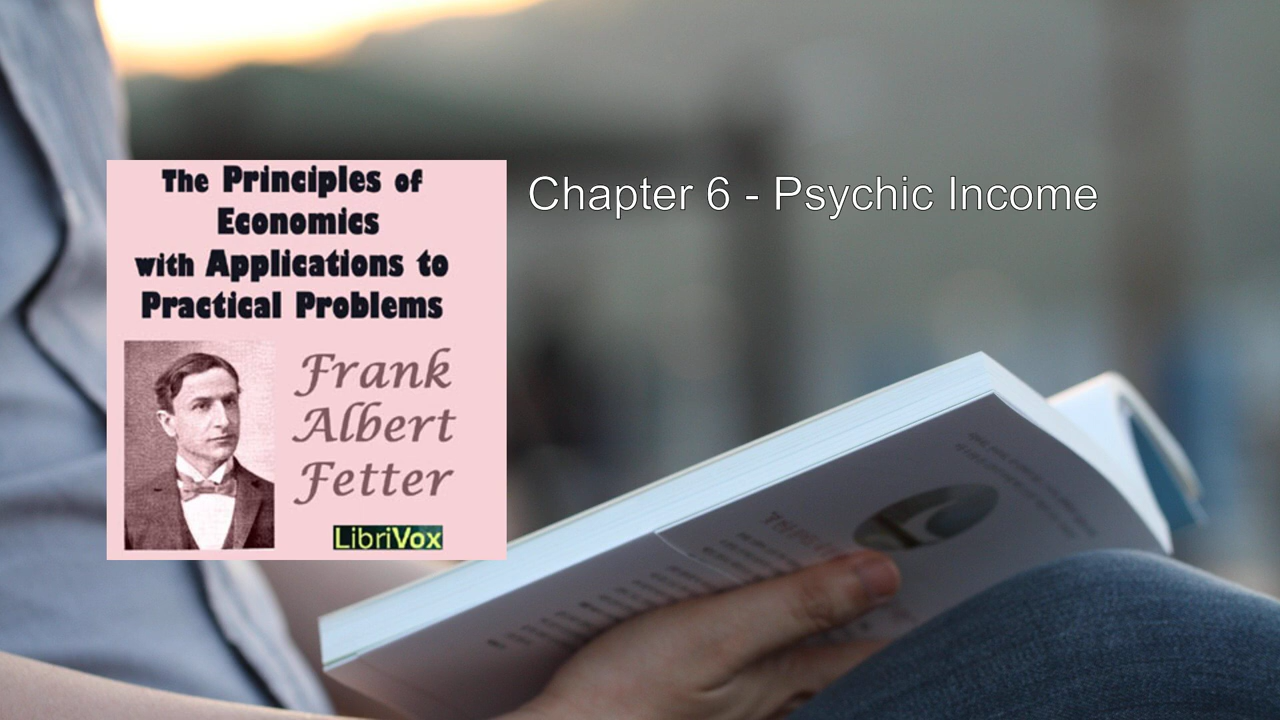 The Principles of
Economics
with Applications to
Practical Problems
Frank
Albert
Fetter
LibriVox
Chapter 6 - Psychic Income